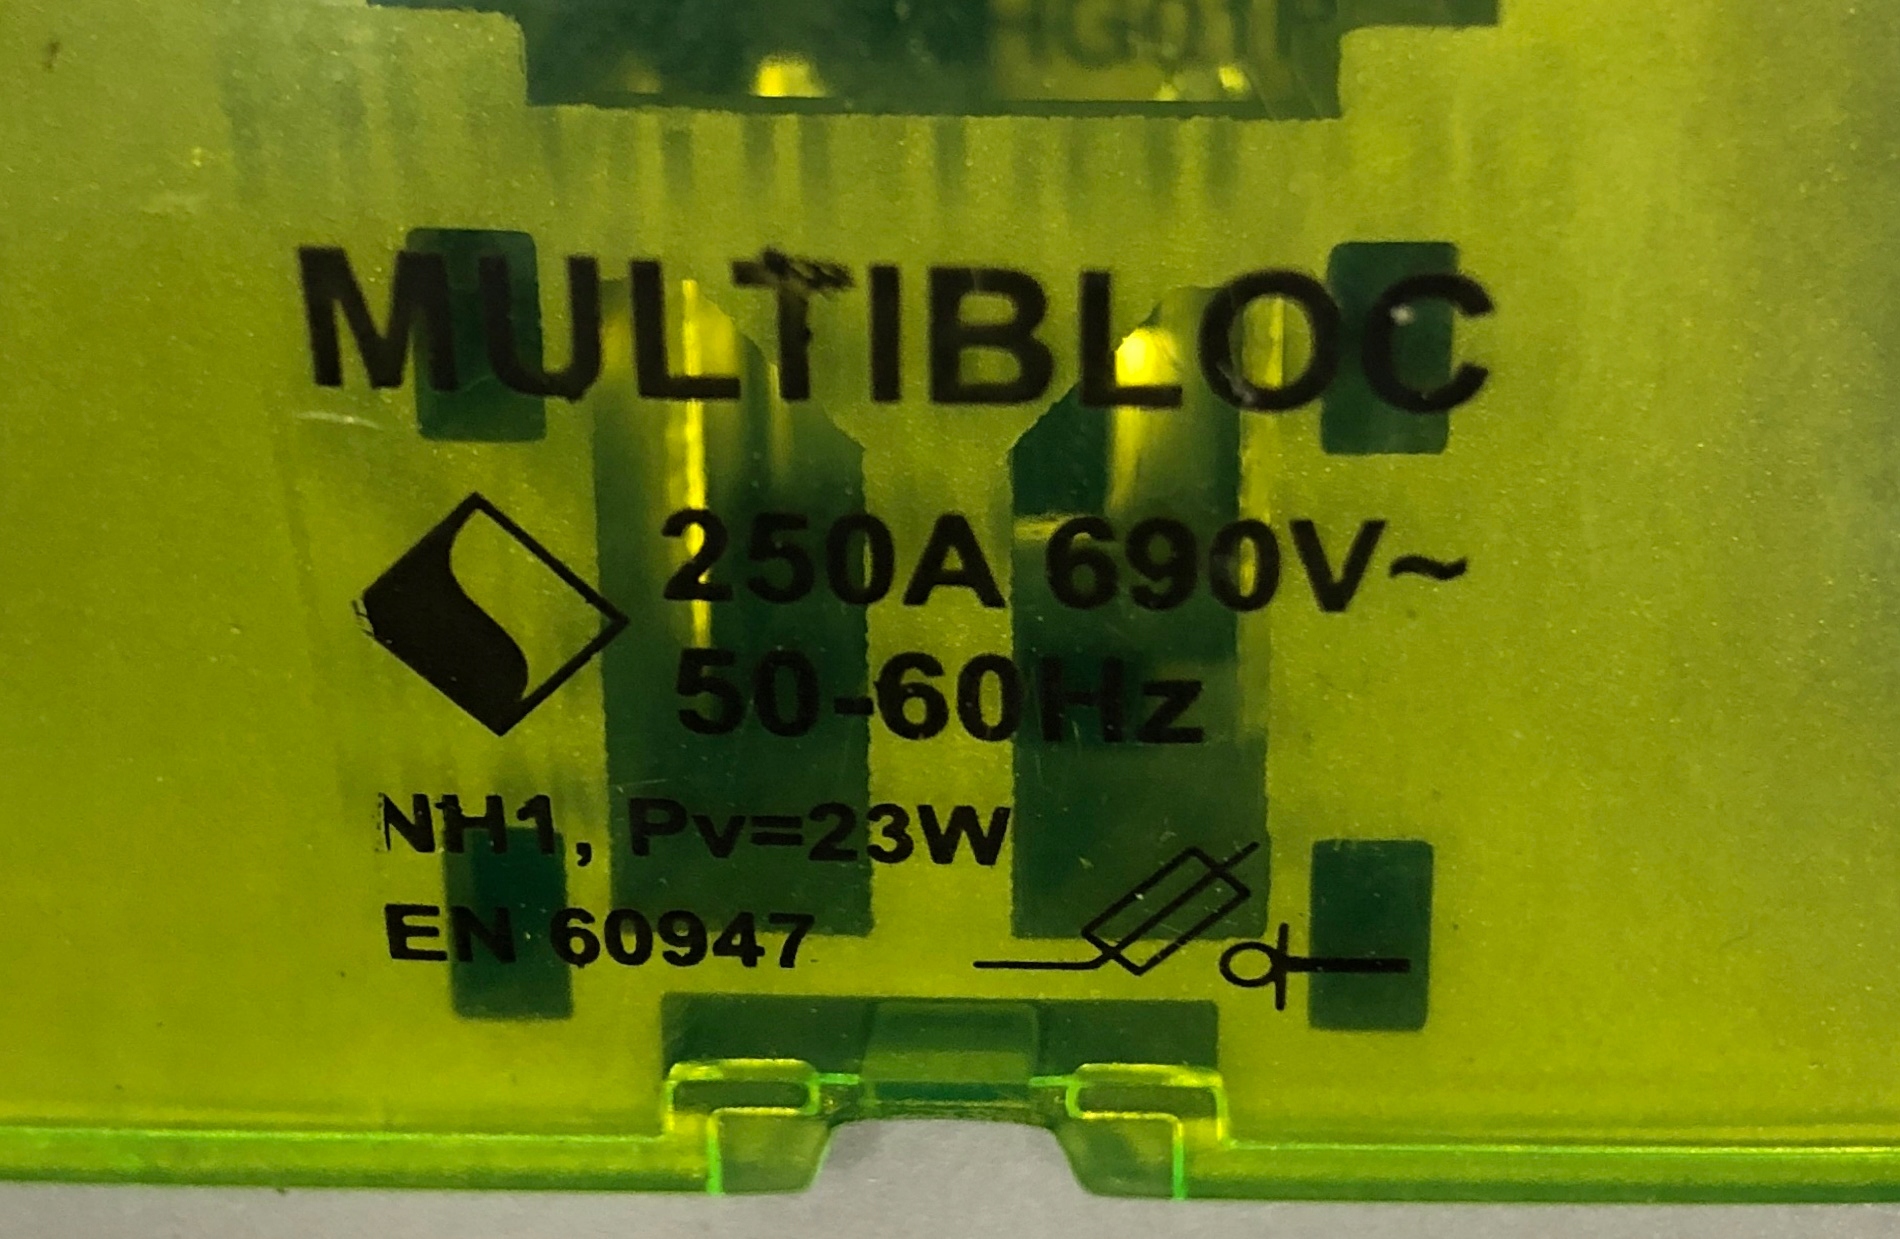 MULTIBLOC
250A 690V~
50-60Hz
NH1, Pv=23W
EN 60947